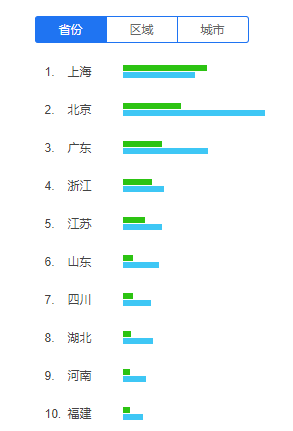 省份 区域 城市
1. 上海
2. 北京
3. 广东
4. 浙江
5. 江苏
6. 山东
7. 四川
8. 湖北
9. 河南
10. 福建